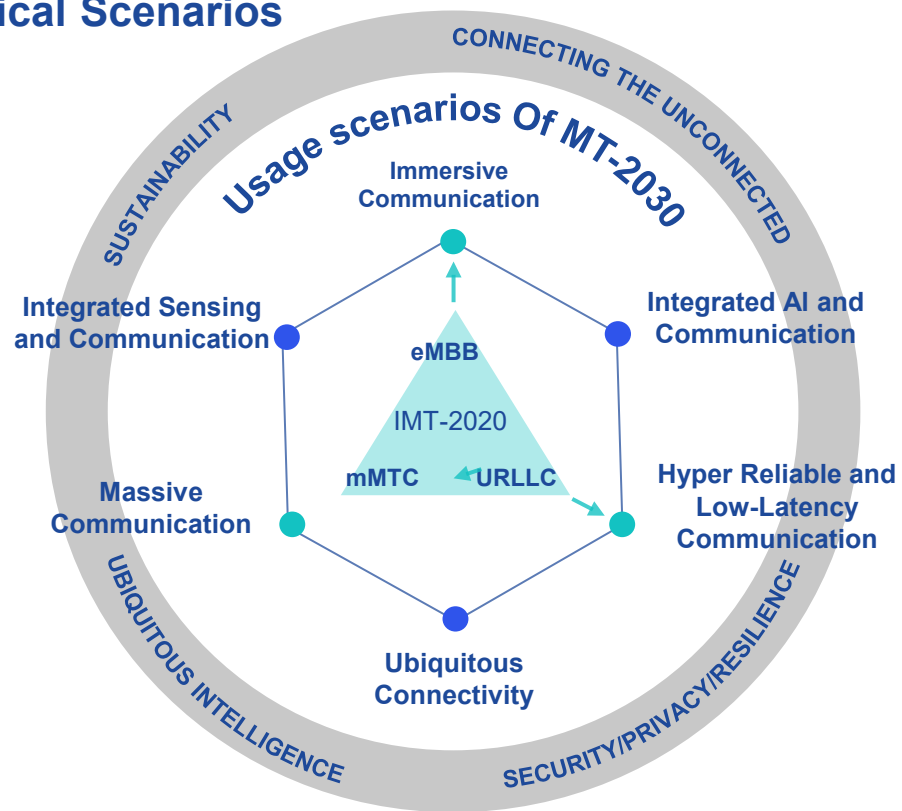 ical Scenarios
CONNECTING THE UNCONNECTED
SUSTAINABILITY
Usage scenarios Of MT-2030
Immersive
Communication
Integrated Sensing
and Communication
Integrated AI and
Communication
eMBB
IMT-2020
mMTC
URLLC
Massive
Communication
Hyper Reliable and
Low-Latency
Communication
Ubiquitous
Connectivity
UBIQUITOUS INTELLIGENCE
SECURITY/PRIVACY/RESILIENCE